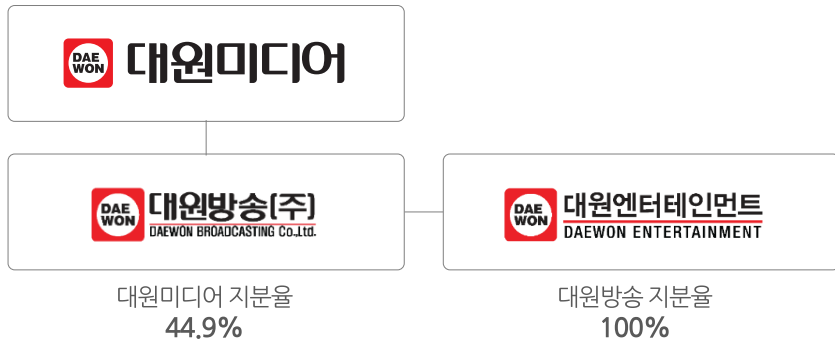 DAE
WON
대원미디어
DAE
WON
대원방송(주)
DAEWON BROADCASTING Co.,Ltd.
DAE
WON
대원엔터테인먼트
DAEWON ENTERTAINMENT
대원미디어 지분율
44.9%
대원방송 지분율
100%